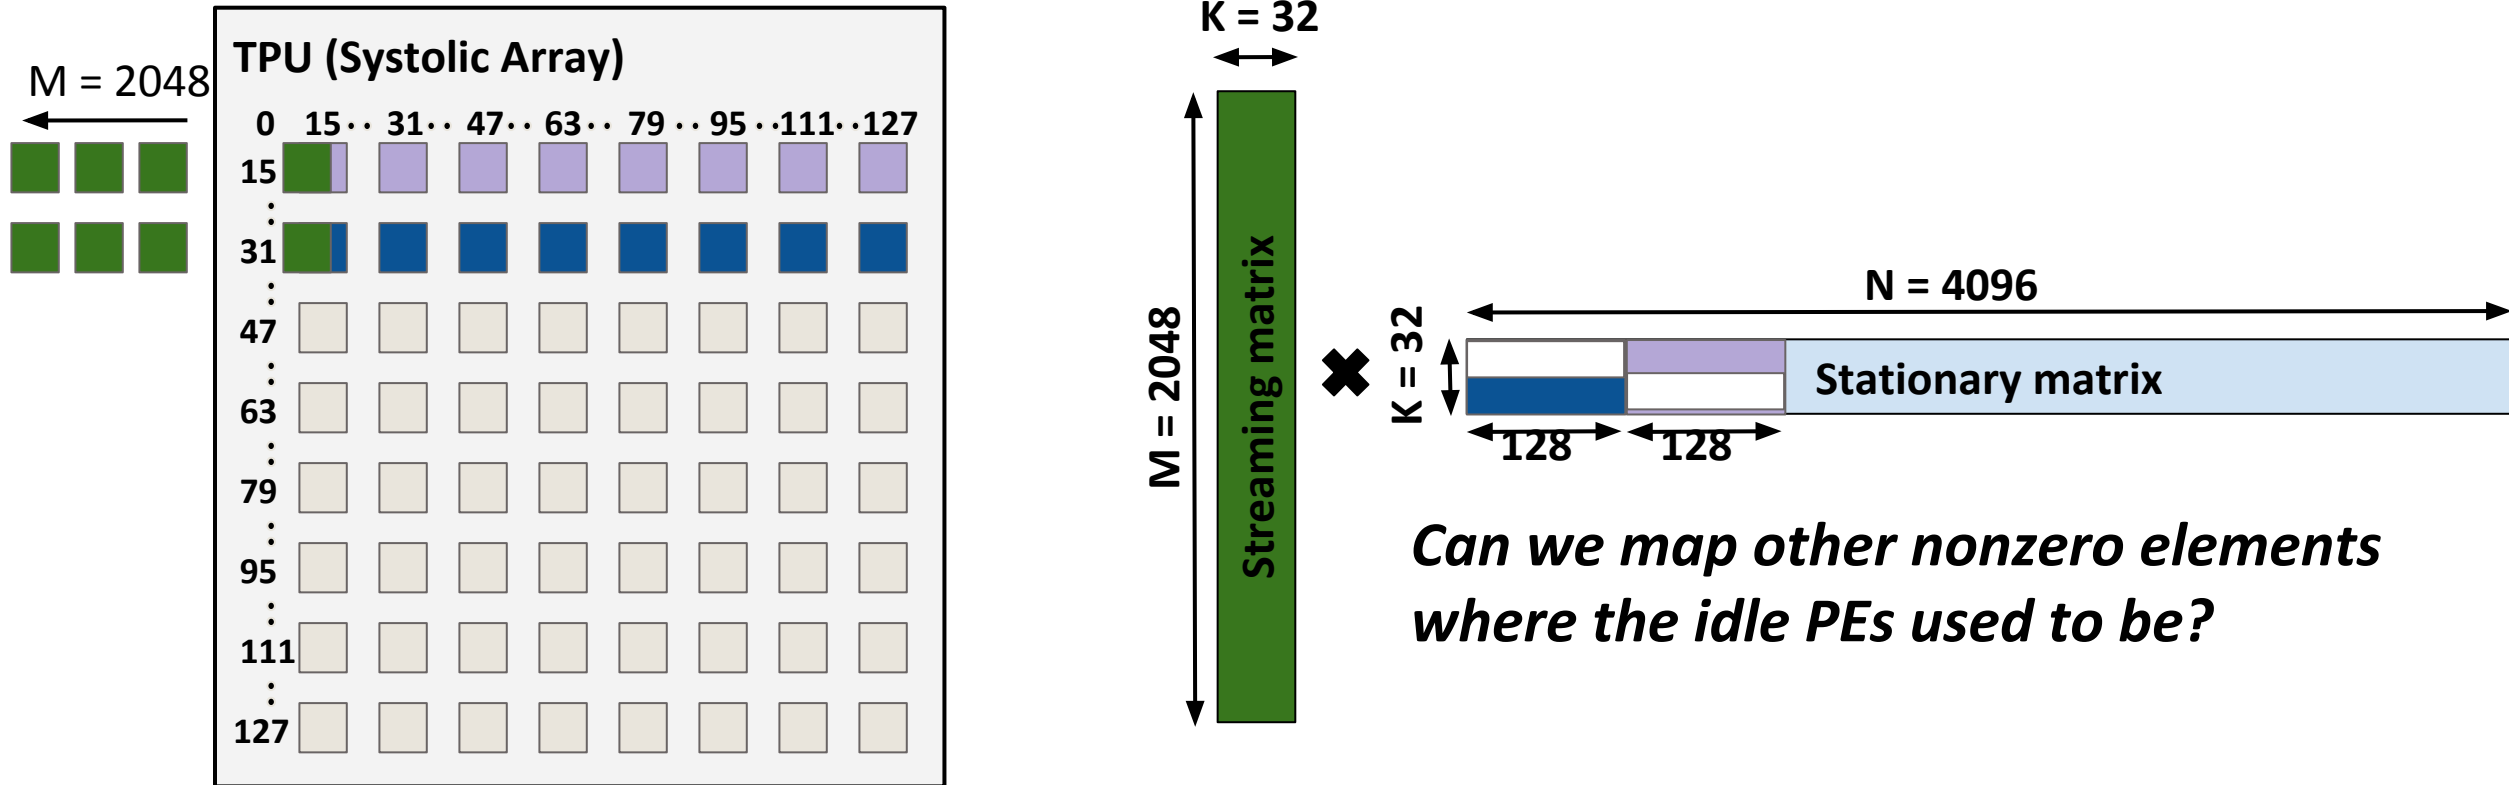 TPU (Systolic Array)
M = 2048
0 15·· 31·· 47·· 63·· 79 ··95 ··111··127
15
31
47
63
79
95
111
127
K = 32
M = 2048
Streaming matrix
N = 4096
K = 32
Stationary matrix
128 128
Can we map other nonzero elements
where the idle PEs used to be?